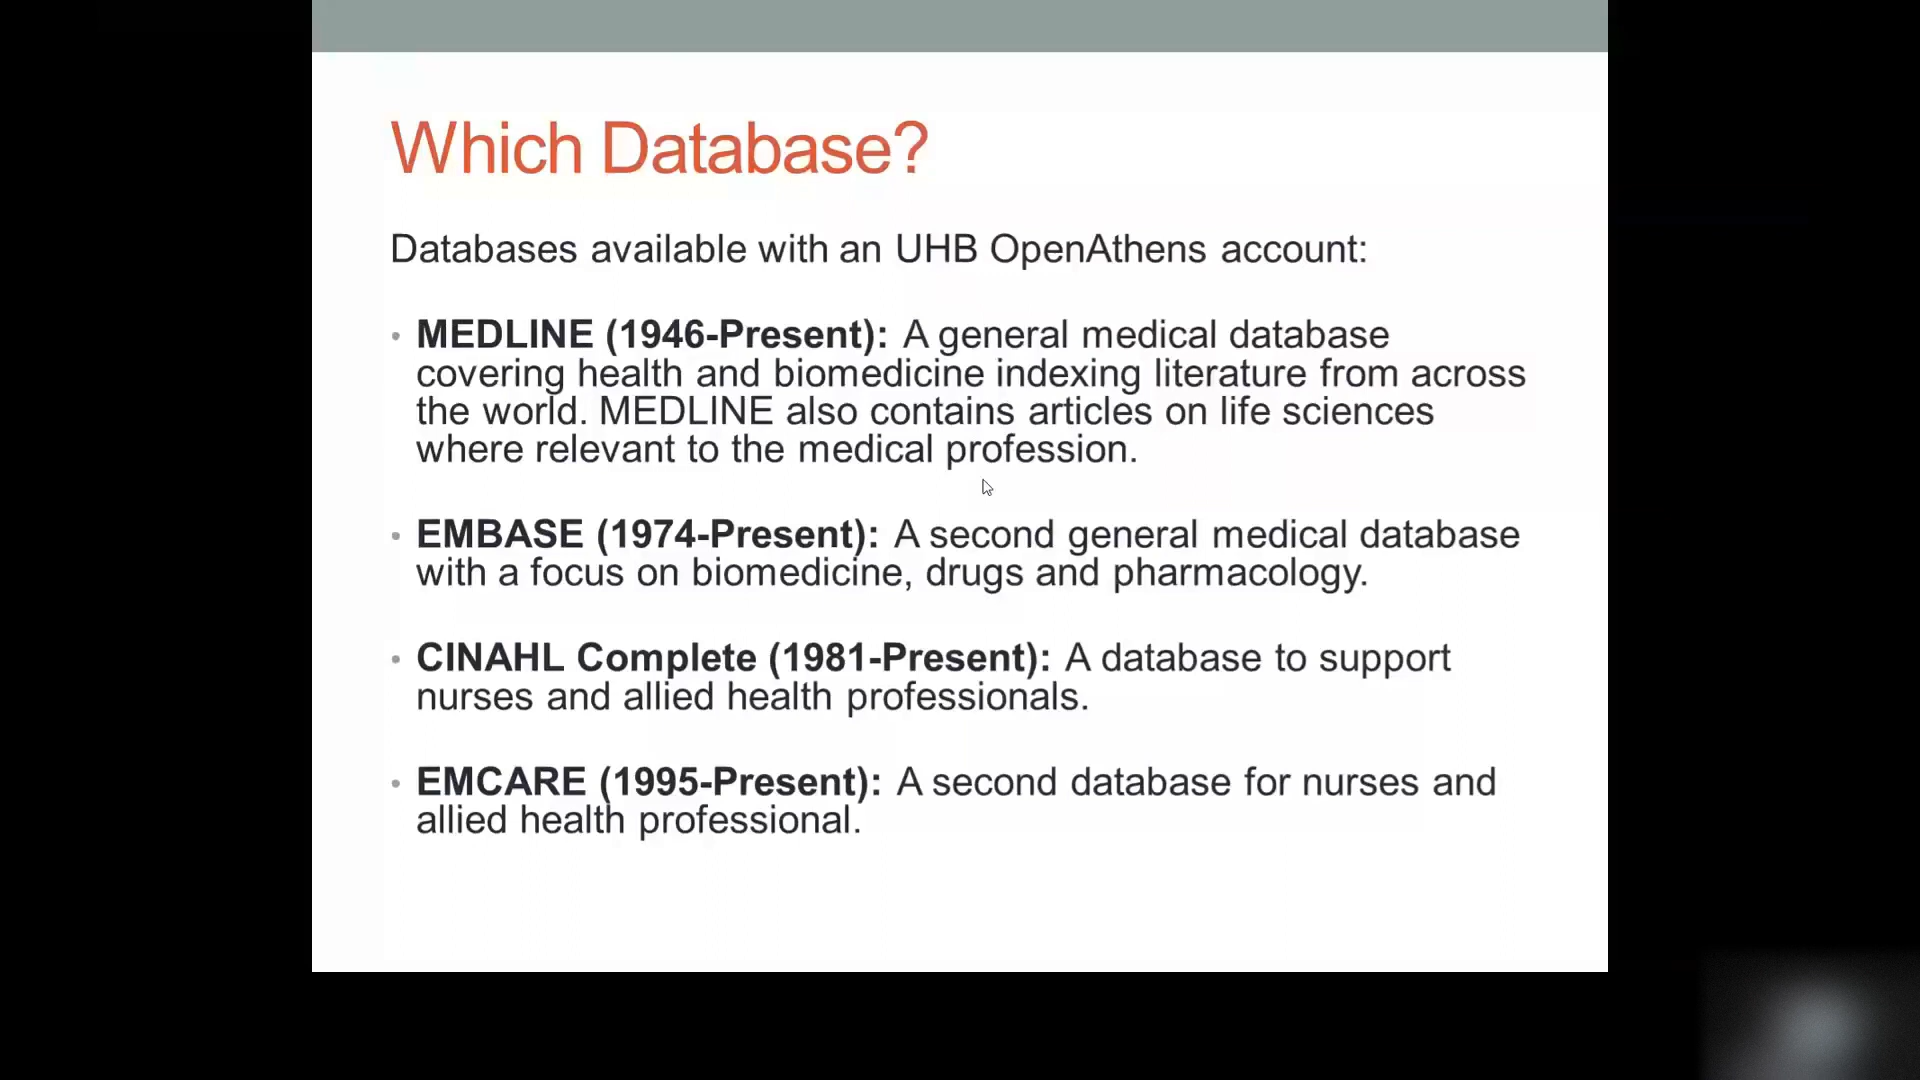 Which Database?
Databases available with an UHB OpenAthens account:
• MEDLINE (1946-Present): A general medical database
covering health and biomedicine indexing literature from across
the world. MEDLINE also contains articles on life sciences
where relevant to the medical profession.
• EMBASE (1974-Present): A second general medical database
with a focus on biomedicine, drugs and pharmacology.
• CINAHL Complete (1981-Present): A database to support
nurses and allied health professionals.
• EMCARE (1995-Present): A second database for nurses and
allied health professional.